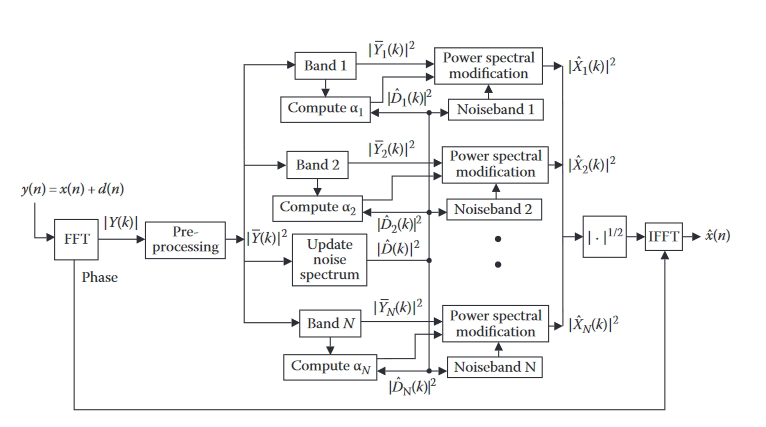 |Ȳ₁(k)|²
Power spectral
modification
Band 1
|X̂₁(k)|²
|D̂₁(k)|²
Compute α₁
Noiseband 1
|Ȳ₂(k)|²
Power spectral
modification
Band 2
|X̂₂(k)|²
y(n) = x(n) + d(n)
Compute α₂
Noiseband 2
|D̂₂(k)|²
|Y(k)|
FFT
Pre-
processing
|Ȳ(k)|²
Update
noise
spectrum
|D̂(k)|²
| · |^1/2
IFFT
x̂(n)
Phase
|Ȳ_N(k)|²
Power spectral
modification
Band N
|X̂_N(k)|²
Compute α_N
Noiseband N
|D̂_N(k)|²